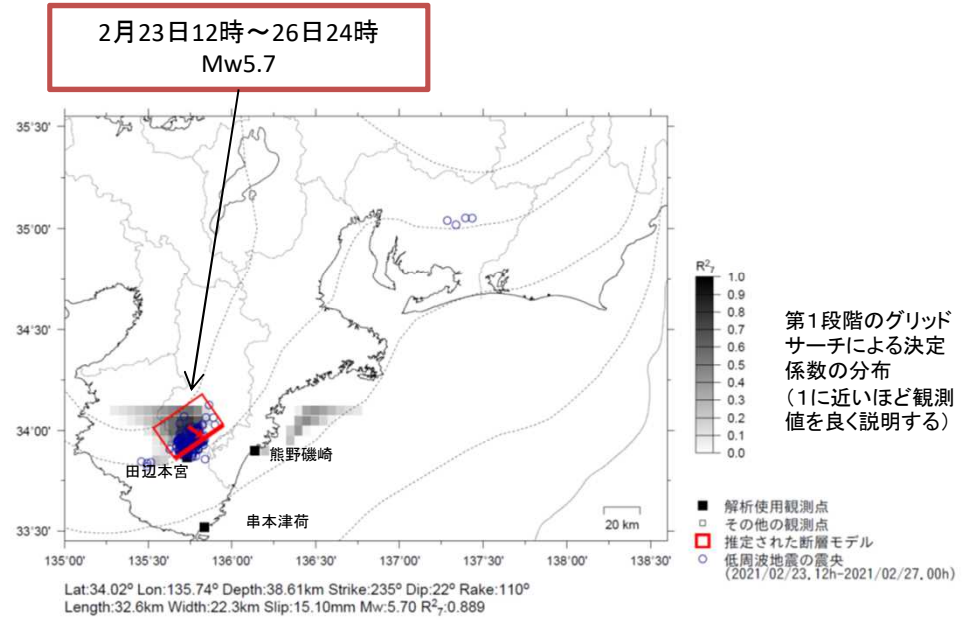 2月23日12時～26日24時
Mw5.7
35°30'
35°00'
34°30'
34°00'
33°30'
135°00'
135°30'
136°00'
136°30'
137°00'
137°30'
138°00'
138°30'
田辺本宮
熊野磯崎
串本津荷
20 km
R²₇
1.0
0.9
0.8
0.7
0.6
0.5
0.4
0.3
0.2
0.1
0.0
第１段階のグリッド
サーチによる決定
係数の分布
（１に近いほど観測
値を良く説明する）
解析使用観測点
その他の観測点
推定された断層モデル
低周波地震の震央
(2021/02/23.12h-2021/02/27.00h)
Lat:34.02° Lon:135.74° Depth:38.61km Strike:235° Dip:22° Rake:110°
Length:32.6km Width:22.3km Slip:15.10mm Mw:5.70 R²₇:0.889